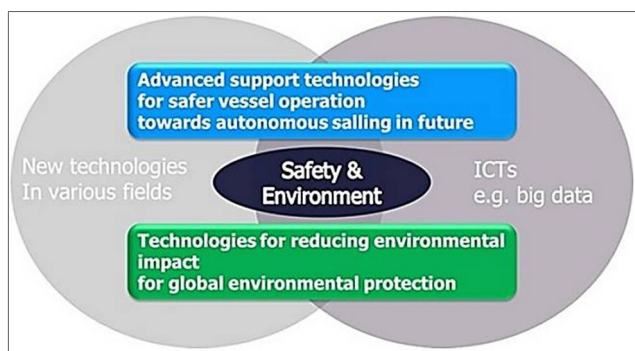 Advanced support technologies
for safer vessel operation
towards autonomous salling in future
New technologies
In various fields
Safety &
Environment
ICTs
e.g. big data
Technologies for reducing environmental
impact
for global environmental protection